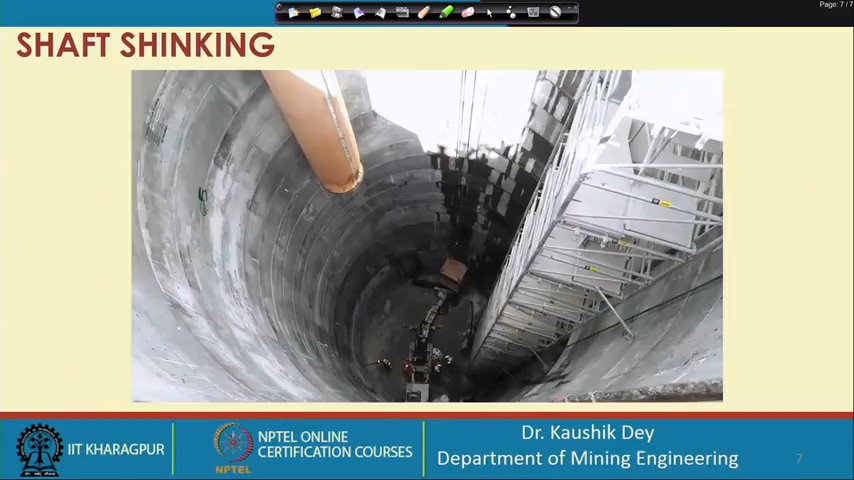 Page: 7 / 7
SHAFT SHINKING
IIT KHARAGPUR
NPTEL
NPTEL ONLINE
CERTIFICATION COURSES
Dr. Kaushik Dey
Department of Mining Engineering
7